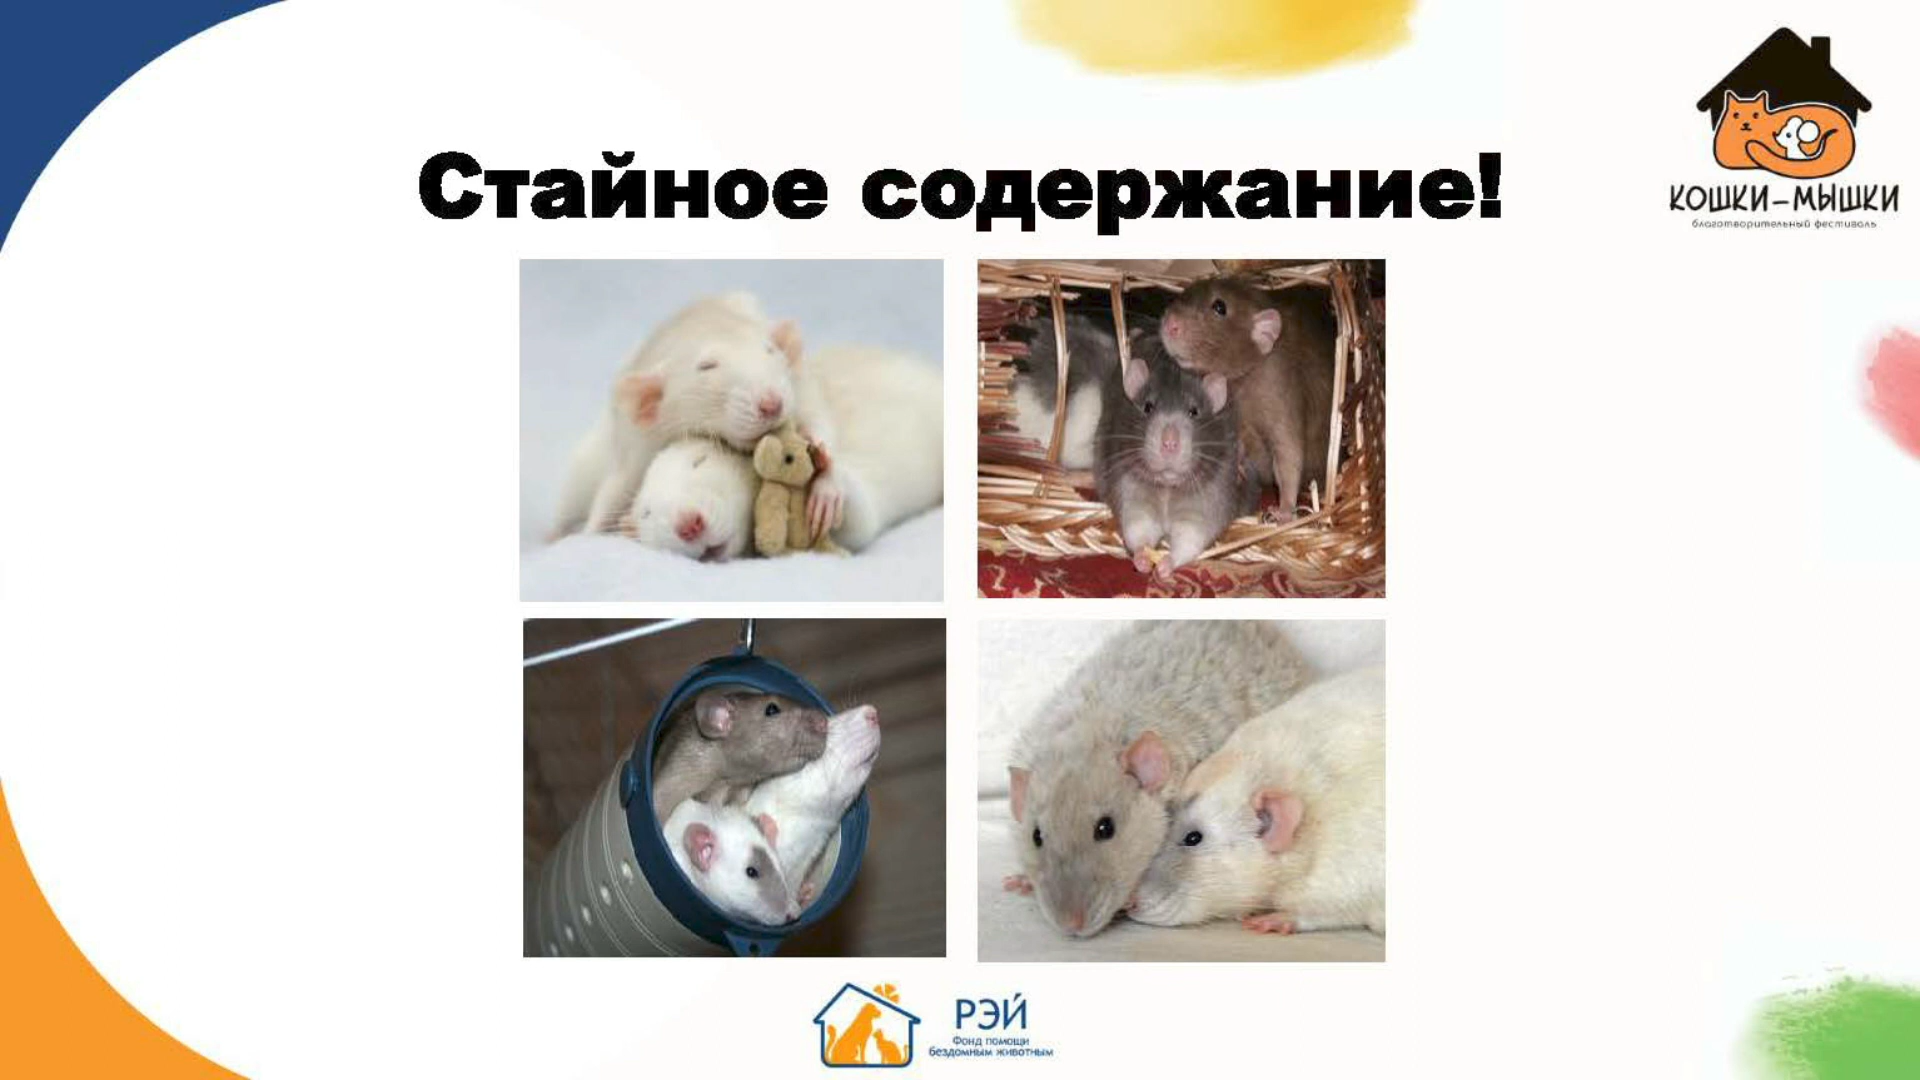 Стайное содержание!
КОШКИ-МЫШКИ
благотворительный фестиваль
РЭЙ
Фонд помощи
бездомным животным